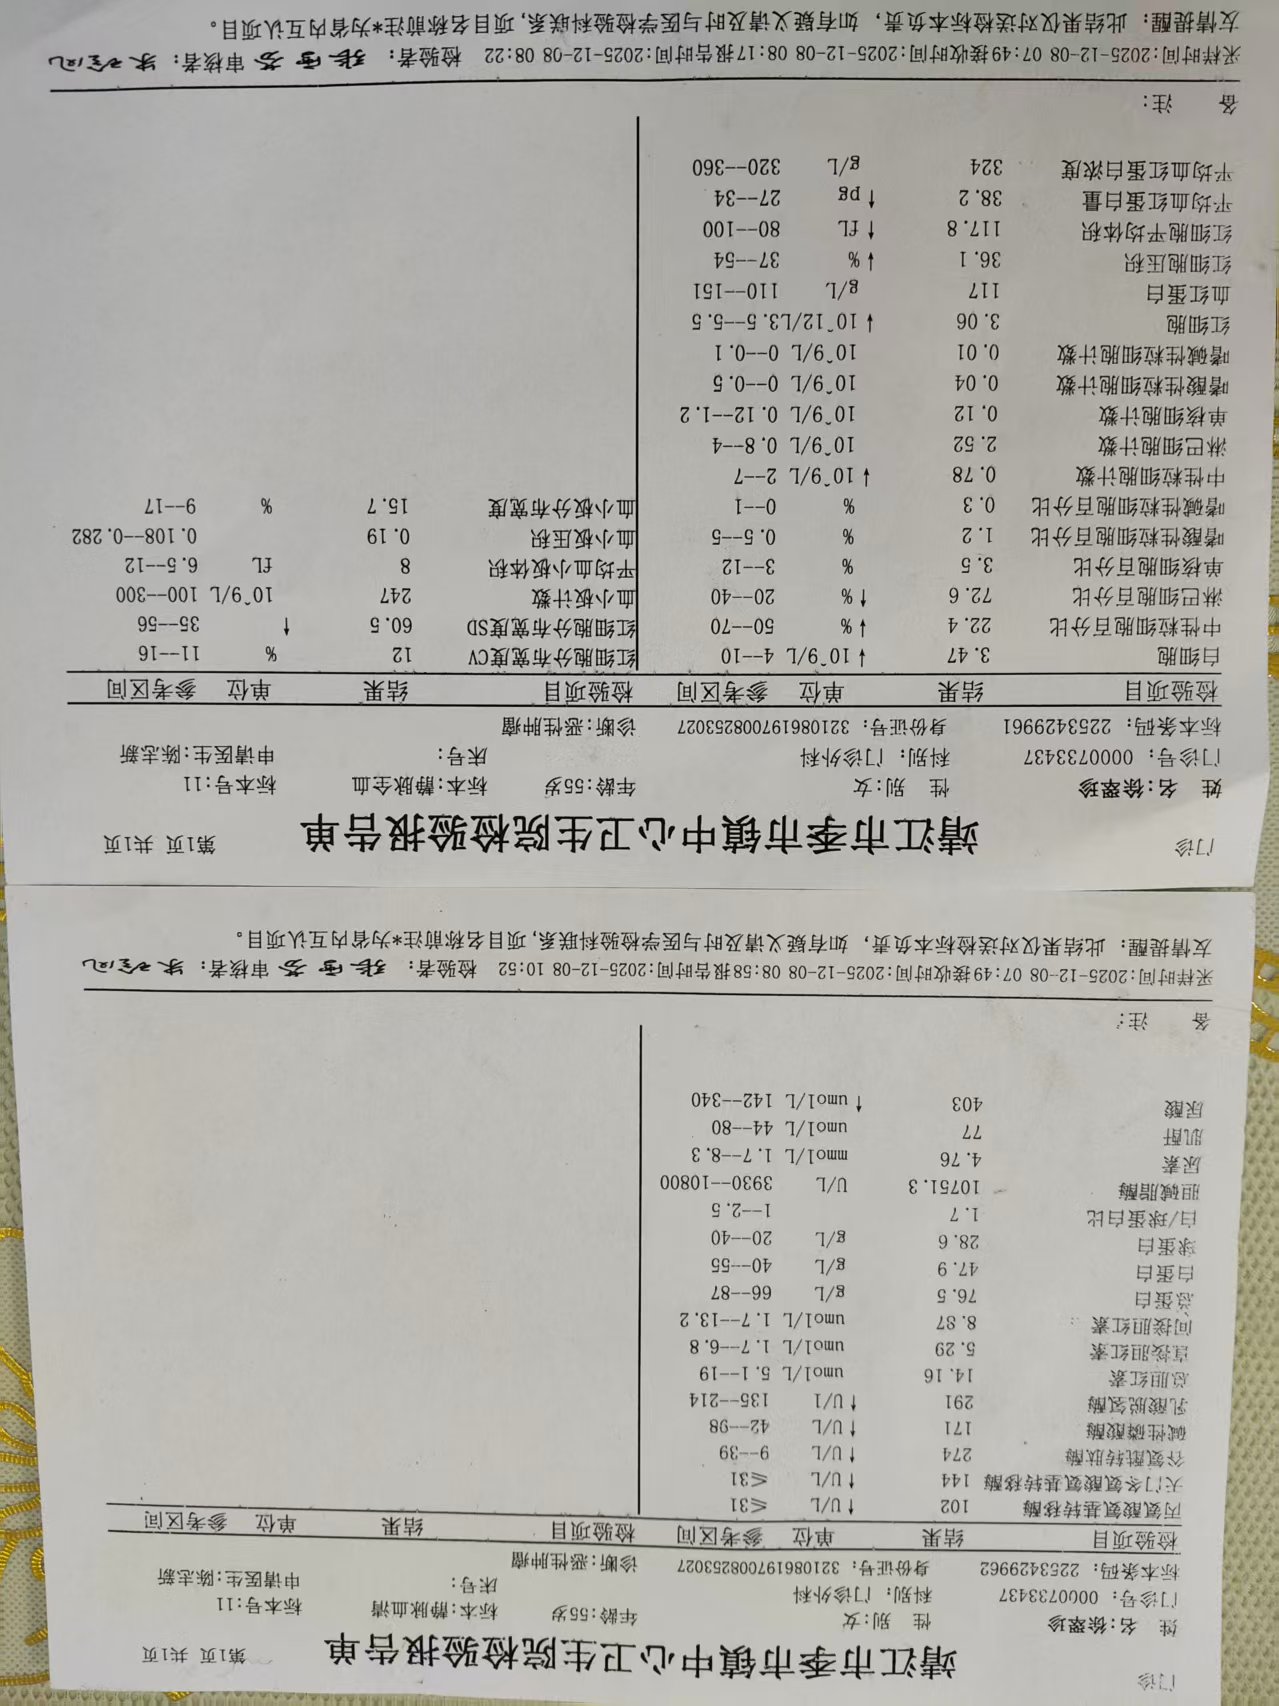 门诊
靖江市季市镇中心卫生院检验报告单
第1页 共1页
姓 名:徐翠珍 性 别:女 年龄:55岁 标本:静脉血清 标本号:11
门诊号: 0000733437 科别: 门诊外科 床号: 申请医生:陈志新
标本条码: 2253429962 身份证号: 321086197008253027 诊断:恶性肿瘤
检验项目 结果 单位 参考区间 检验项目 结果 单位 参考区间
丙氨酸氨基转移酶 102 ↑ U/L ≤31
天门冬氨酸氨基转移酶 144 ↑ U/L ≤31
谷氨酰转肽酶 274 ↑ U/L 9--39
碱性磷酸酶 171 ↑ U/L 42--98
乳酸脱氢酶 291 ↑ U/l 135--214
总胆红素 14.16 umol/L 5.1--19
直接胆红素 5.29 umol/L 1.7--6.8
间接胆红素 8.87 umol/L 1.7--13.2
总蛋白 76.5 g/L 66--87
白蛋白 47.9 g/L 40--55
球蛋白 28.6 g/L 20--40
白/球蛋白比 1.7 1--2.5
胆碱脂酶 10751.3 U/L 3930--10800
尿素 4.76 mmol/L 1.7--8.3
肌酐 77 umol/L 44--80
尿酸 403 ↑ umol/L 142--340
备 注:
采样时间:2025-12-08 07:49接收时间:2025-12-08 08:58报告时间:2025-12-08 10:52 检验者: 审核者:
友情提醒: 此结果仅对送检标本负责, 如有疑义请及时与医学检验科联系,项目名称前注*为省内互认项目。
门诊
靖江市季市镇中心卫生院检验报告单
第1页 共1页
姓 名:徐翠珍 性 别:女 年龄:55岁 标本:静脉全血 标本号:11
门诊号: 0000733437 科别: 门诊外科 床号: 申请医生:陈志新
标本条码: 2253429961 身份证号: 321086197008253027 诊断:恶性肿瘤
检验项目 结果 单位 参考区间 检验项目 结果 单位 参考区间
白细胞 3.47 ↓ 10^9/L 4--10 红细胞分布宽度CV 12 % 11--16
中性粒细胞百分比 22.4 ↓ % 50--70 红细胞分布宽度SD 60.5 ↑ 35--56
淋巴细胞百分比 72.6 ↑ % 20--40 血小板计数 247 10^9/L 100--300
单核细胞百分比 3.5 % 3--12 平均血小板体积 8 fL 6.5--12
嗜酸性粒细胞百分比 1.2 % 0.5--5 血小板压积 0.19 0.108--0.282
嗜碱性粒细胞百分比 0.3 % 0--1 血小板分布宽度 15.7 % 9--17
中性粒细胞计数 0.78 ↓ 10^9/L 2--7
淋巴细胞计数 2.52 10^9/L 0.8--4
单核细胞计数 0.12 10^9/L 0.12--1.2
嗜酸性粒细胞计数 0.04 10^9/L 0--0.5
嗜碱性粒细胞计数 0.01 10^9/L 0--0.1
红细胞 3.06 ↓ 10^12/L3.5--5.5
血红蛋白 117 g/L 110--151
红细胞压积 36.1 ↓ % 37--54
红细胞平均体积 117.8 ↑ fL 80--100
平均血红蛋白量 38.2 ↑ pg 27--34
平均血红蛋白浓度 324 g/L 320--360
备 注:
采样时间:2025-12-08 07:49接收时间:2025-12-08 08:17报告时间:2025-12-08 08:22 检验者: 审核者:
友情提醒: 此结果仅对送检标本负责, 如有疑义请及时与医学检验科联系,项目名称前注*为省内互认项目。